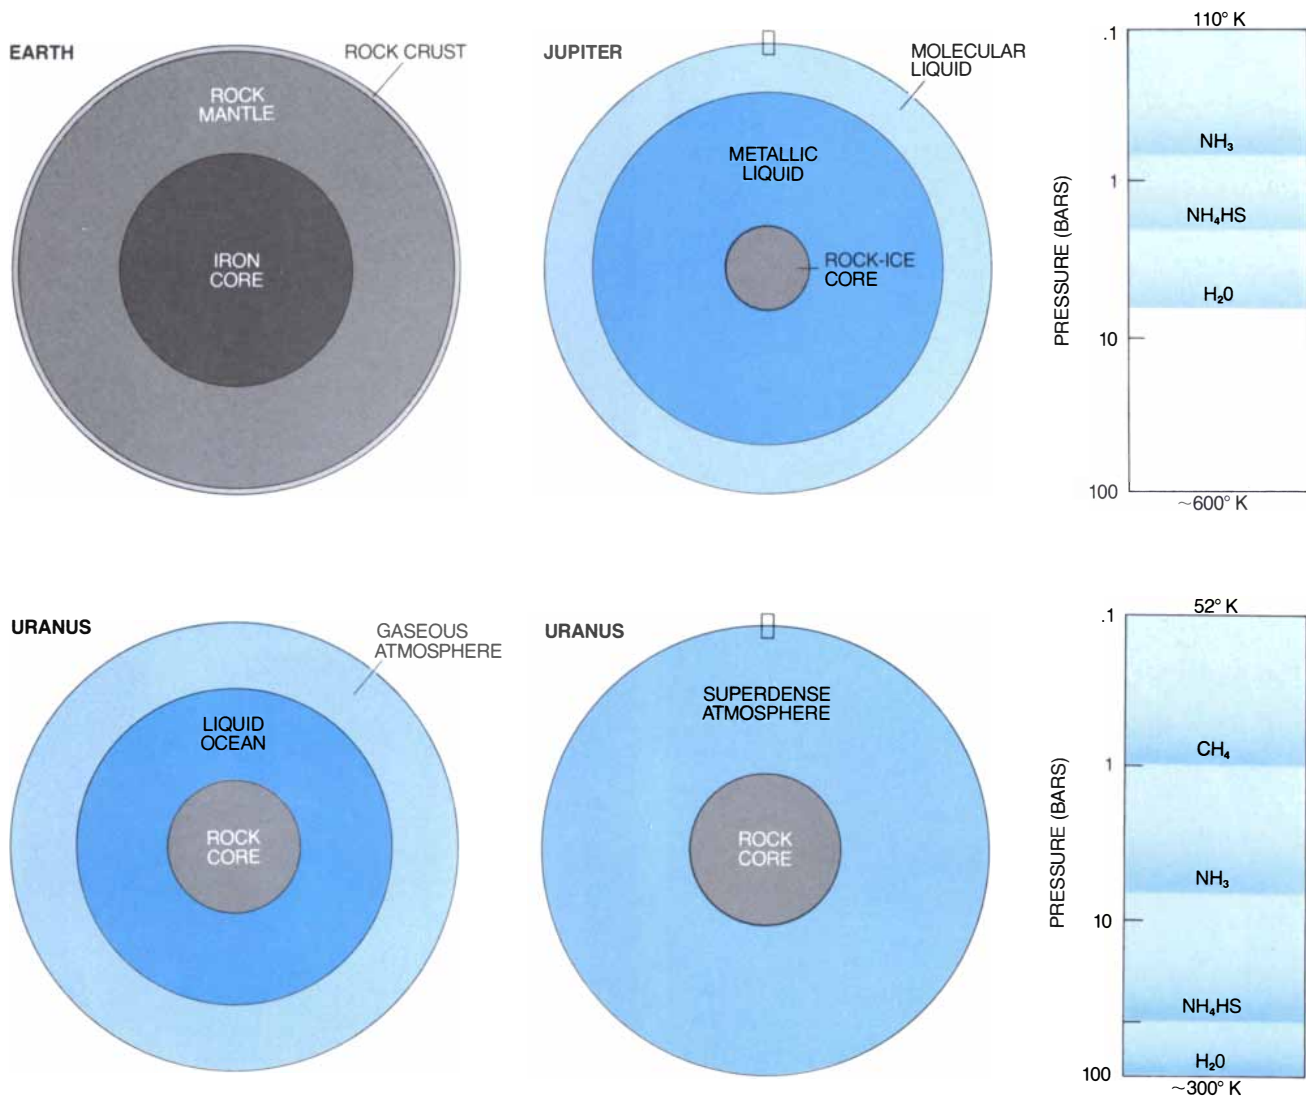 EARTH
ROCK CRUST
ROCK
MANTLE
IRON
CORE
JUPITER
MOLECULAR
LIQUID
METALLIC
LIQUID
ROCK-ICE
CORE
110° K
.1
NH₃
1
NH₄HS
H₂0
10
100
~600° K
PRESSURE (BARS)
URANUS
GASEOUS
ATMOSPHERE
LIQUID
OCEAN
ROCK
CORE
URANUS
SUPERDENSE
ATMOSPHERE
ROCK
CORE
52° K
.1
CH₄
1
NH₃
10
NH₄HS
H₂0
100
~300° K
PRESSURE (BARS)